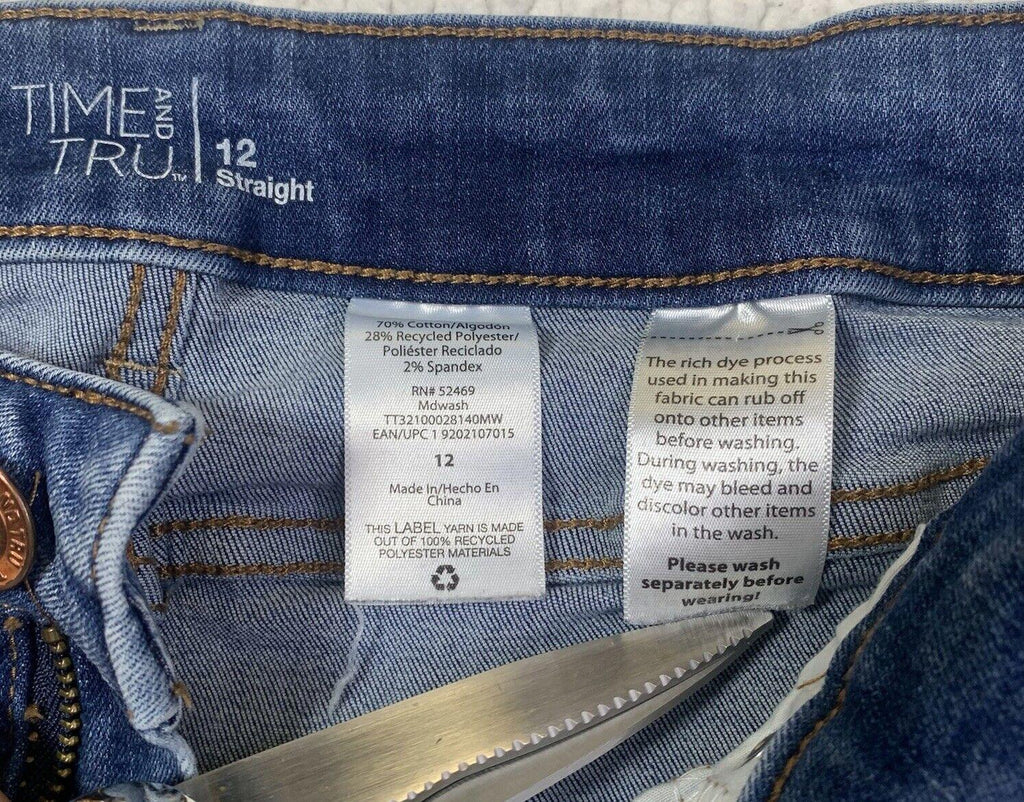 TIME AND
TRU™
12
Straight
70% Cotton/Algodon
28% Recycled Polyester/
Poliéster Reciclado
2% Spandex
RN# 52469
Mdwash
TT32100028140MW
EAN/UPC 1 9202107015
12
Made In/Hecho En
China
THIS LABEL YARN IS MADE
OUT OF 100% RECYCLED
POLYESTER MATERIALS
The rich dye process
used in making this
fabric can rub off
onto other items
before washing.
During washing, the
dye may bleed and
discolor other items
in the wash.
Please wash
separately before
wearing!